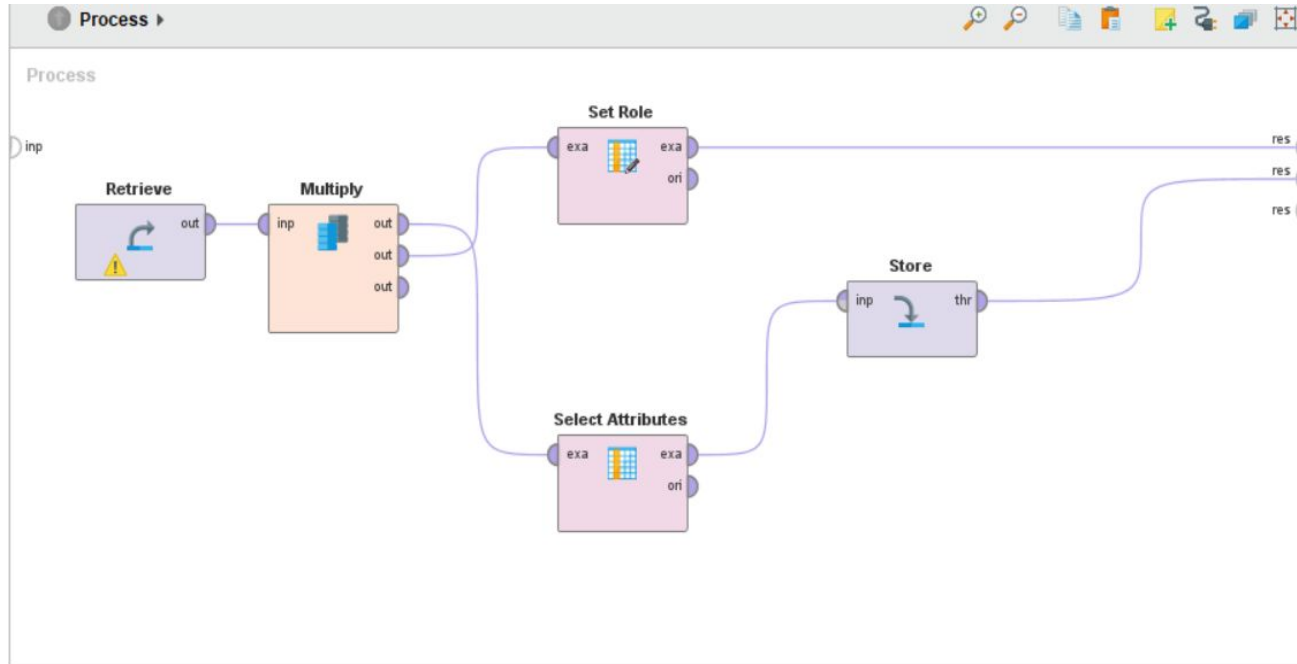 Process
Process
inp
Retrieve
out
Multiply
inp
out
out
out
Set Role
exa
exa
ori
Select Attributes
exa
exa
ori
Store
inp
thr
res
res
res